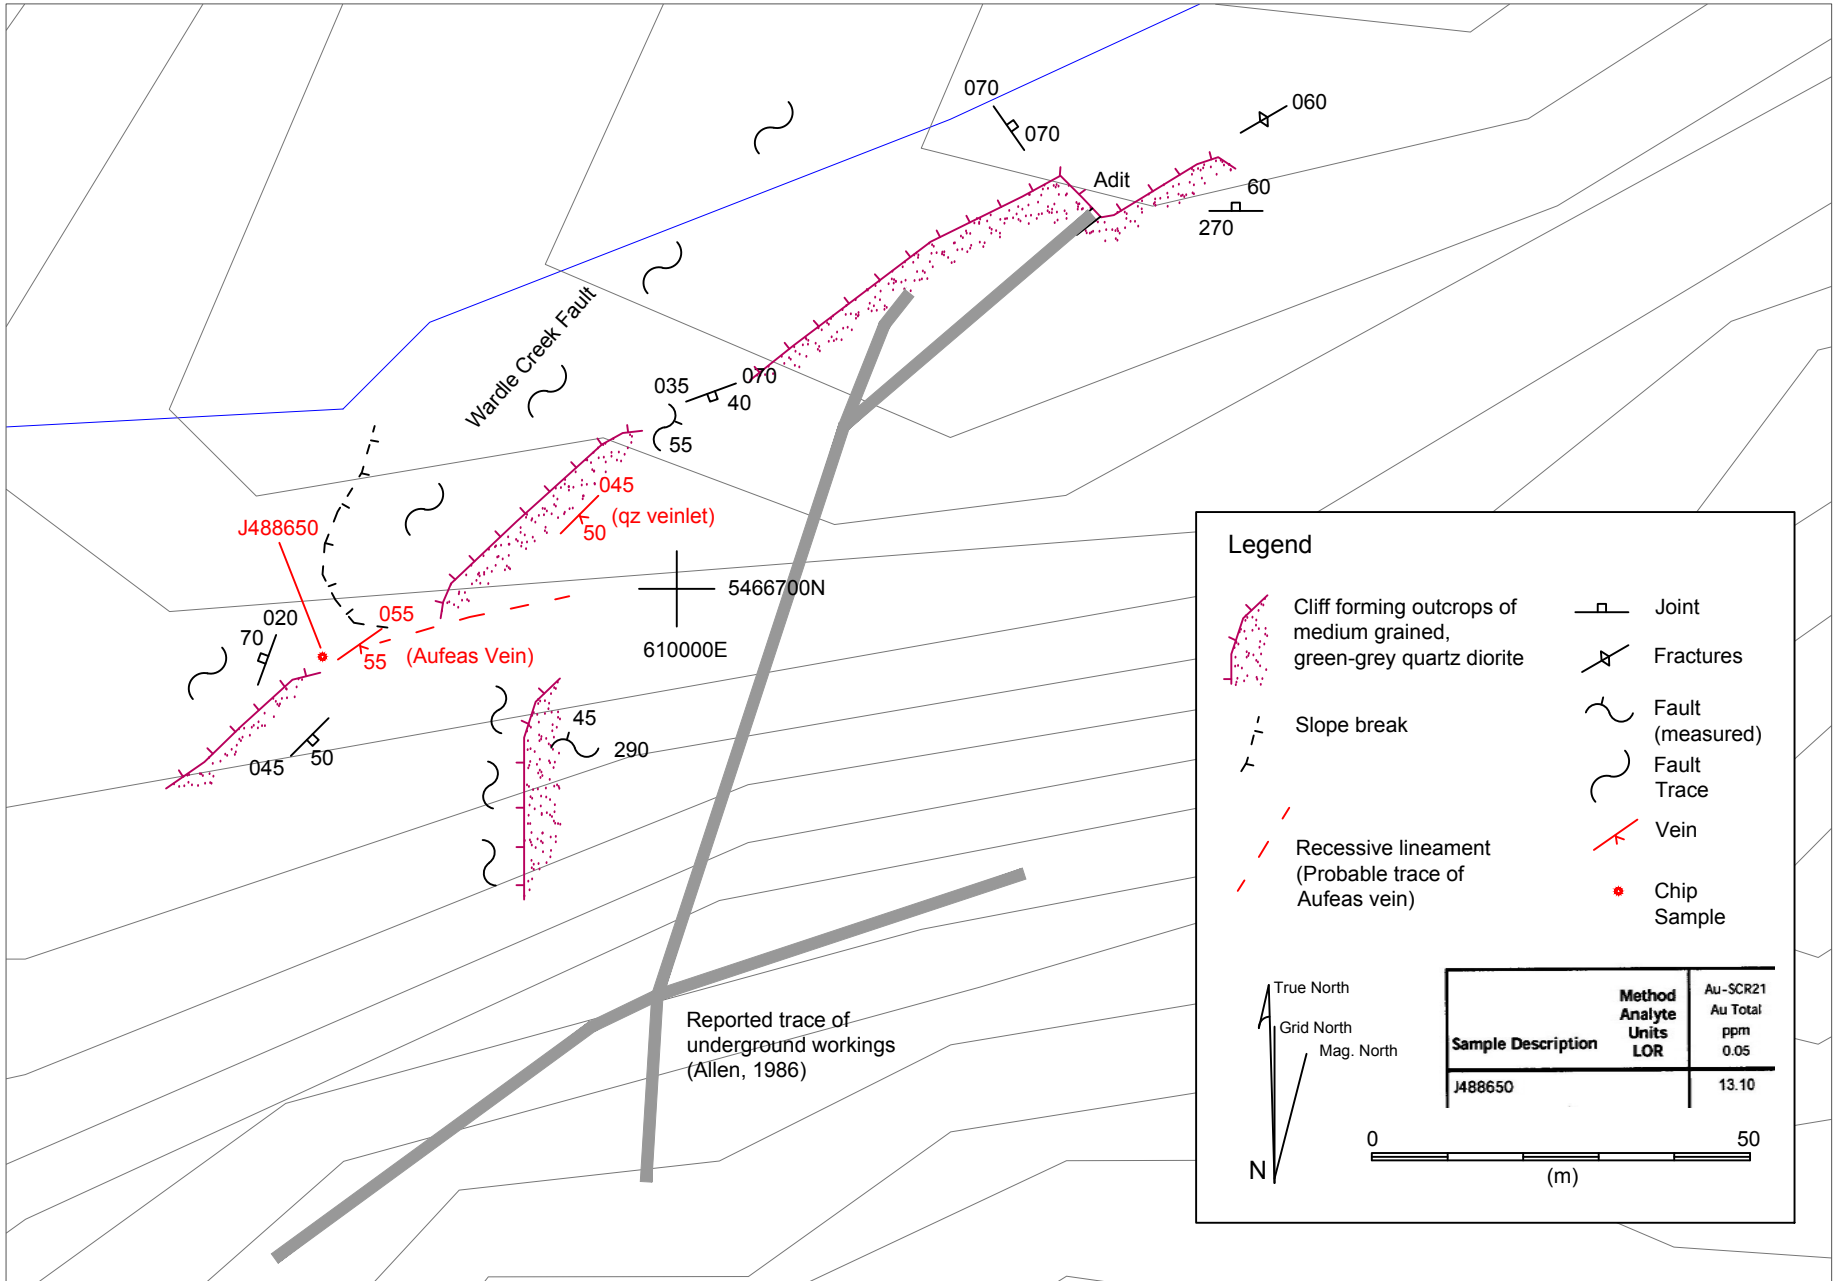 070
070
060
Adit
60
270
Wardle Creek Fault
035
070
40
55
045
(qz veinlet)
50
J488650
5466700N
610000E
020
70
055
55
(Aufeas Vein)
045
50
45
290
Reported trace of
underground workings
(Allen, 1986)
Legend
Cliff forming outcrops of
medium grained,
green-grey quartz diorite
Slope break
Recessive lineament
(Probable trace of
Aufeas vein)
Joint
Fractures
Fault
(measured)
Fault
Trace
Vein
Chip
Sample
True North
Grid North
Mag. North
N
Sample Description
Method
Analyte
Units
LOR
Au-SCR21
Au Total
ppm
0.05
J488650
13.10
0
50
(m)